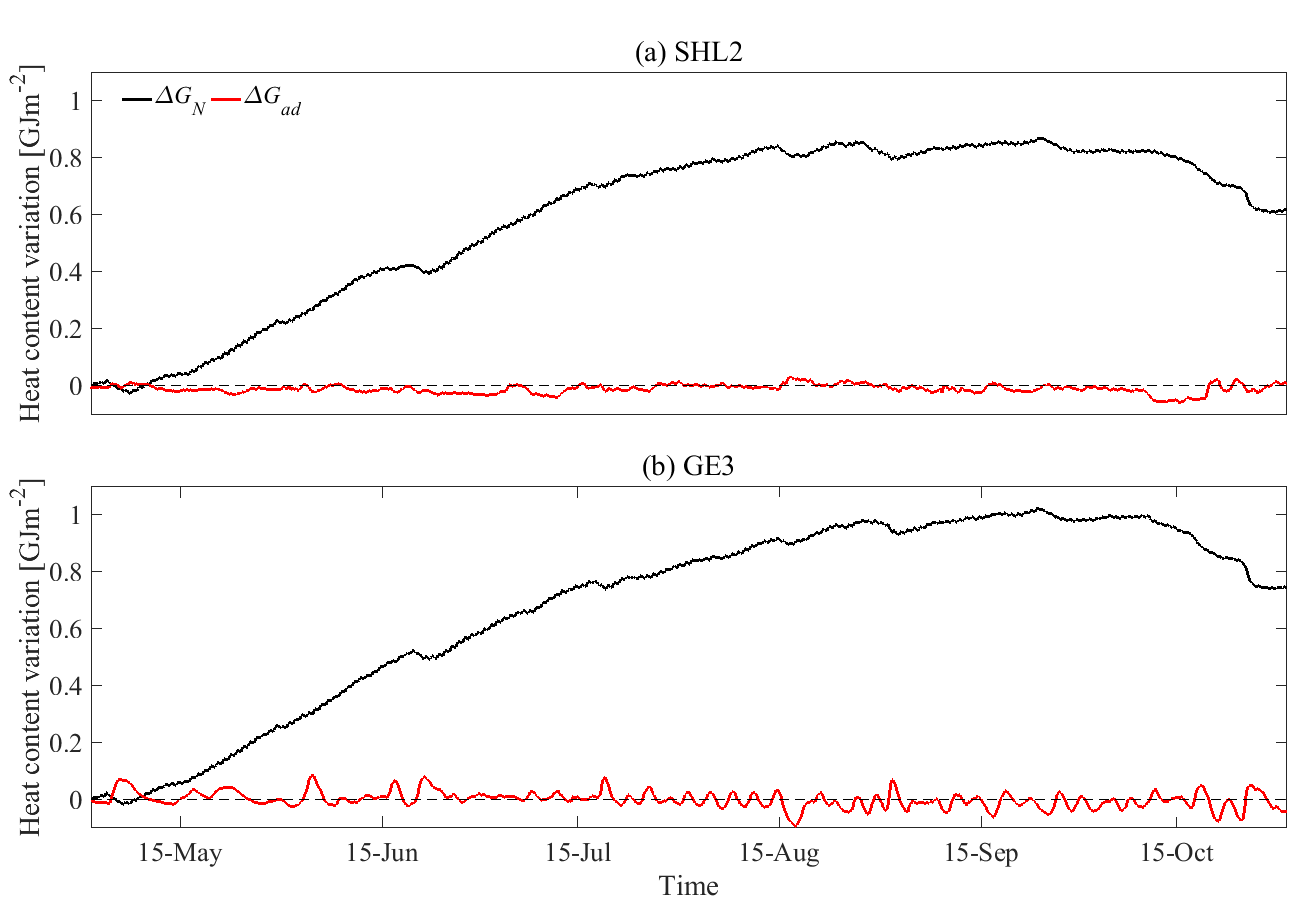 (a) SHL2
Heat content variation [GJm-2]
ΔGN ΔGad
1
0.8
0.6
0.4
0.2
0
(b) GE3
Heat content variation [GJm-2]
1
0.8
0.6
0.4
0.2
0
15-May 15-Jun 15-Jul 15-Aug 15-Sep 15-Oct
Time